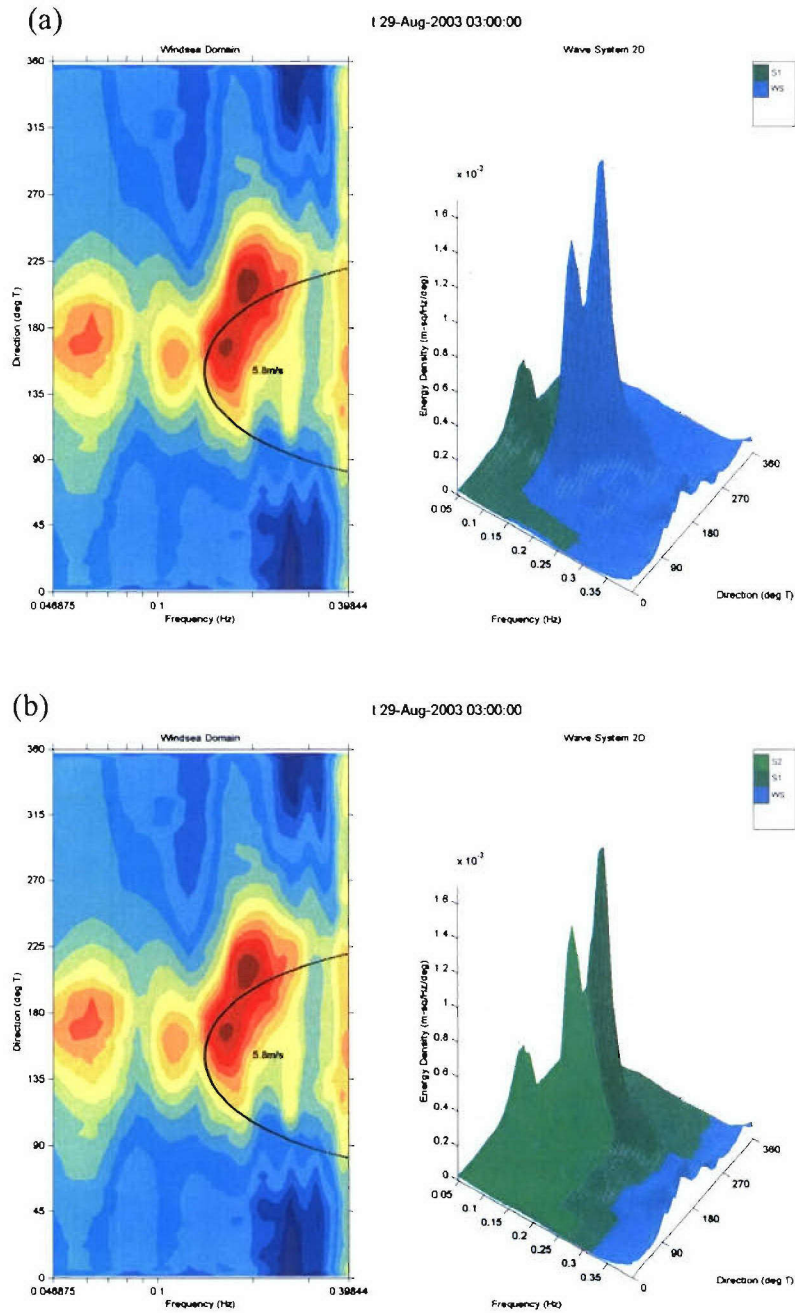 (a)
t 29-Aug-2003 03:00:00
Windsea Domain
Wave System 2D
360
315
270
225
180
135
90
45
0
Direction (deg T)
5.8m/s
0.046875
0.1
0.39844
Frequency (Hz)
S1
WS
x 10⁻²
1.6
1.4
1.2
1
0.8
0.6
0.4
0.2
0
Energy Density (m-sq/Hz/deg)
0.05
0.1
0.15
0.2
0.25
0.3
0.35
Frequency (Hz)
0
90
180
270
360
Direction (deg T)
(b)
t 29-Aug-2003 03:00:00
Windsea Domain
Wave System 2D
360
315
270
225
180
135
90
45
0
Direction (deg T)
5.8m/s
0.046875
0.1
0.39844
Frequency (Hz)
S2
S1
WS
x 10⁻³
1.6
1.4
1.2
1
0.8
0.6
0.4
0.2
0
Energy Density (m-sq/Hz/deg)
0.05
0.1
0.15
0.2
0.25
0.3
0.35
Frequency (Hz)
0
90
180
270
360
Direction (deg T)